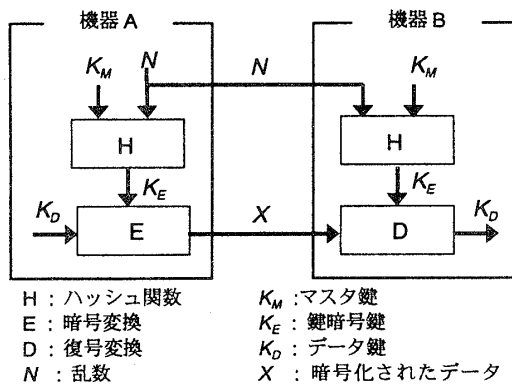 機器A 機器B
K_M N N K_M
H H
K_E K_E
K_D E X D K_D
H : ハッシュ関数 K_M : マスタ鍵
E : 暗号変換 K_E : 鍵暗号鍵
D : 復号変換 K_D : データ鍵
N : 乱数 X : 暗号化されたデータ